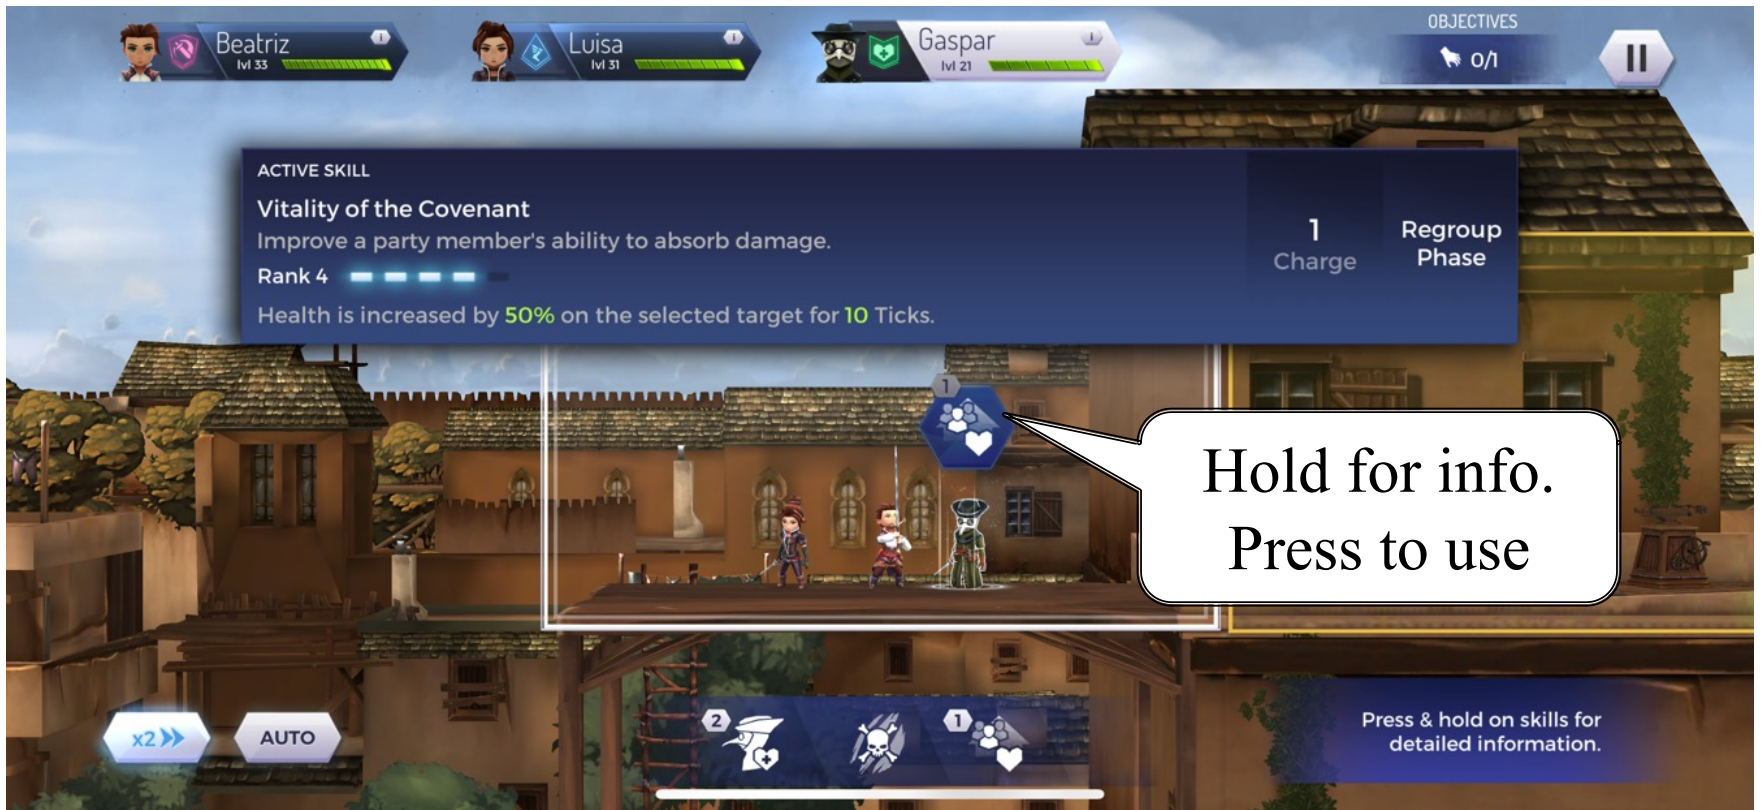 Beatriz
lvl 33
i
Luisa
lvl 31
i
Gaspar
lvl 21
i
OBJECTIVES
0/1
ACTIVE SKILL
Vitality of the Covenant
Improve a party member's ability to absorb damage.
Rank 4
Health is increased by 50% on the selected target for 10 Ticks.
1
Charge
Regroup
Phase
1
Hold for info.
Press to use
x2
AUTO
2
1
Press & hold on skills for
detailed information.